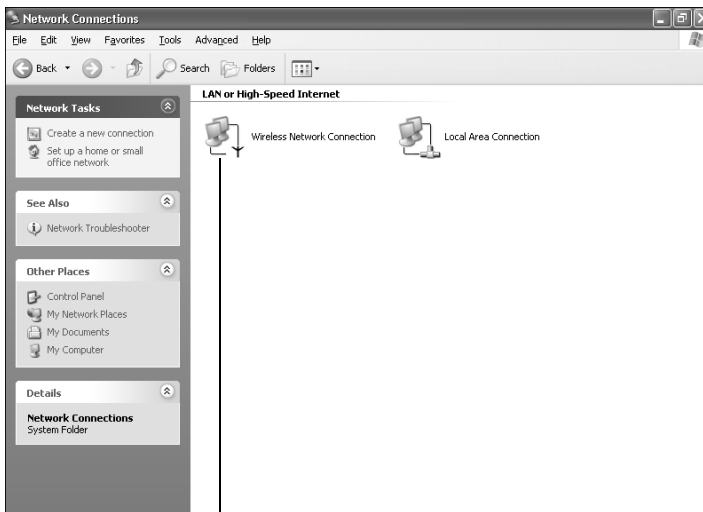 Network Connections
File Edit View Favorites Tools Advanced Help
Back Search Folders
Network Tasks
Create a new connection
Set up a home or small
office network
See Also
Network Troubleshooter
Other Places
Control Panel
My Network Places
My Documents
My Computer
Details
Network Connections
System Folder
LAN or High-Speed Internet
Wireless Network Connection
Local Area Connection